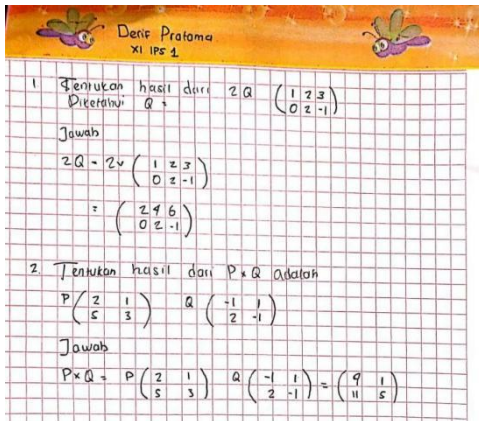 Derif Pratama
XI IPS 1
1 Tentukan hasil dari 2Q (1 2 3
Diketahui Q = 0 2 -1)
Jawab
2Q = 2v (1 2 3
0 2 -1)
= (2 4 6
0 2 -1)
2. Tentukan hasil dari P x Q adalah
P (2 1 Q (-1 1
5 3) 2 -1)
Jawab
P x Q = P (2 1 Q (-1 1 = (9 1
5 3) 2 -1) 11 5)